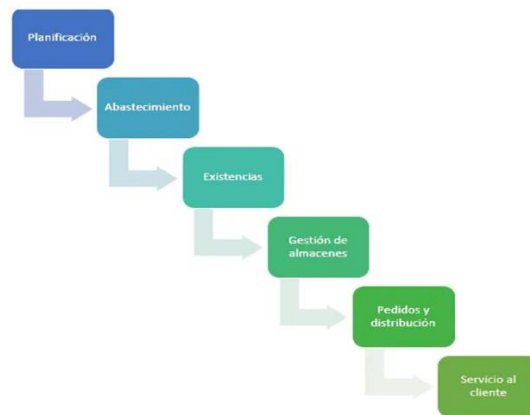 Planificación
Abastecimiento
Existencias
Gestión de
almacenes
Pedidos y
distribución
Servicio al
cliente